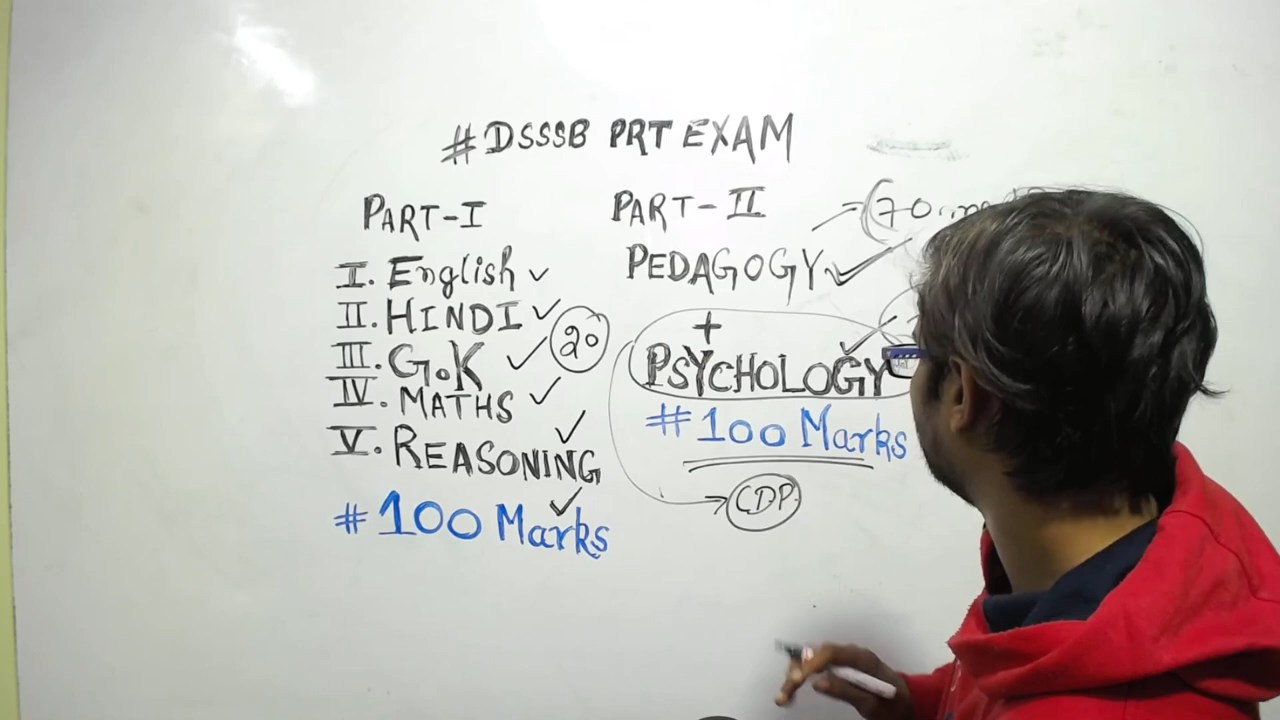 # DSSSB PRT EXAM
PART-I
I. English ✓
II. HINDI ✓
III. G.K ✓
20
IV. MATHS ✓
V. REASONING ✓
# 100 Marks ✓
PART-II
70
PEDAGOGY ✓
+
PSYCHOLOGY ✓
# 100 Marks
CDP